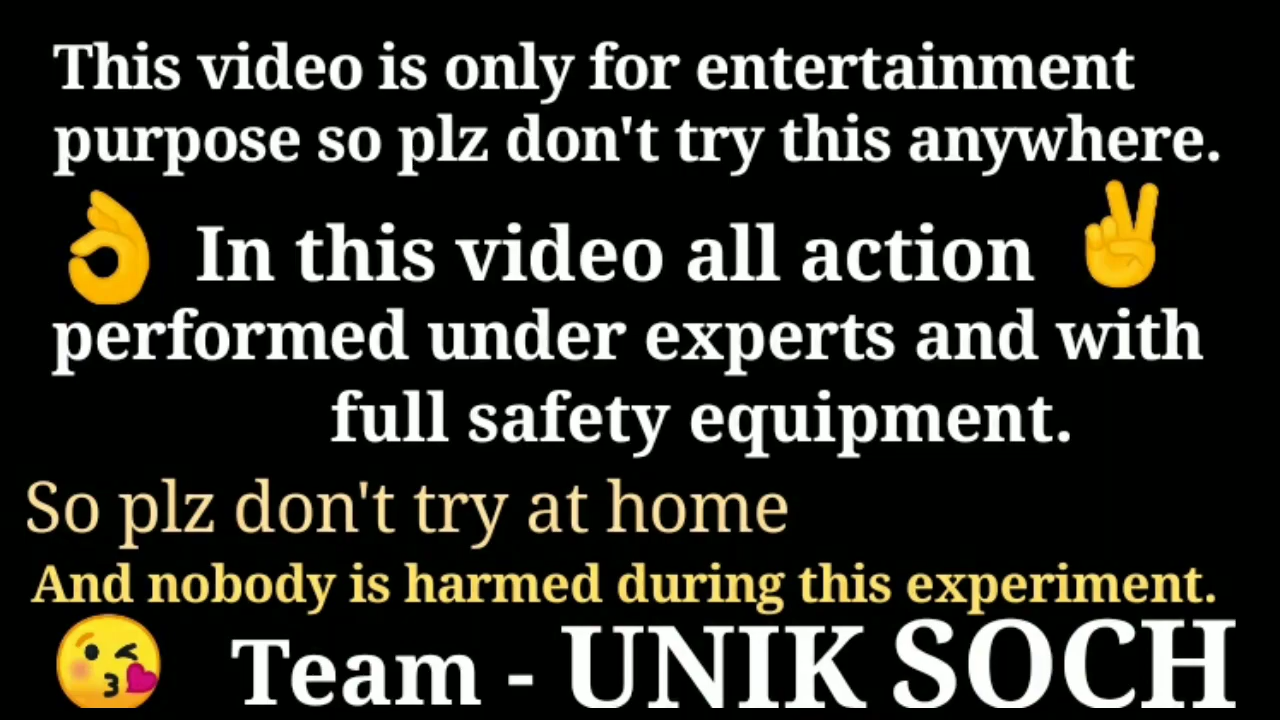 This video is only for entertainment
purpose so plz don't try this anywhere.
👌 In this video all action ✌
performed under experts and with
full safety equipment.
So plz don't try at home
And nobody is harmed during this experiment.
😘 Team - UNIK SOCH